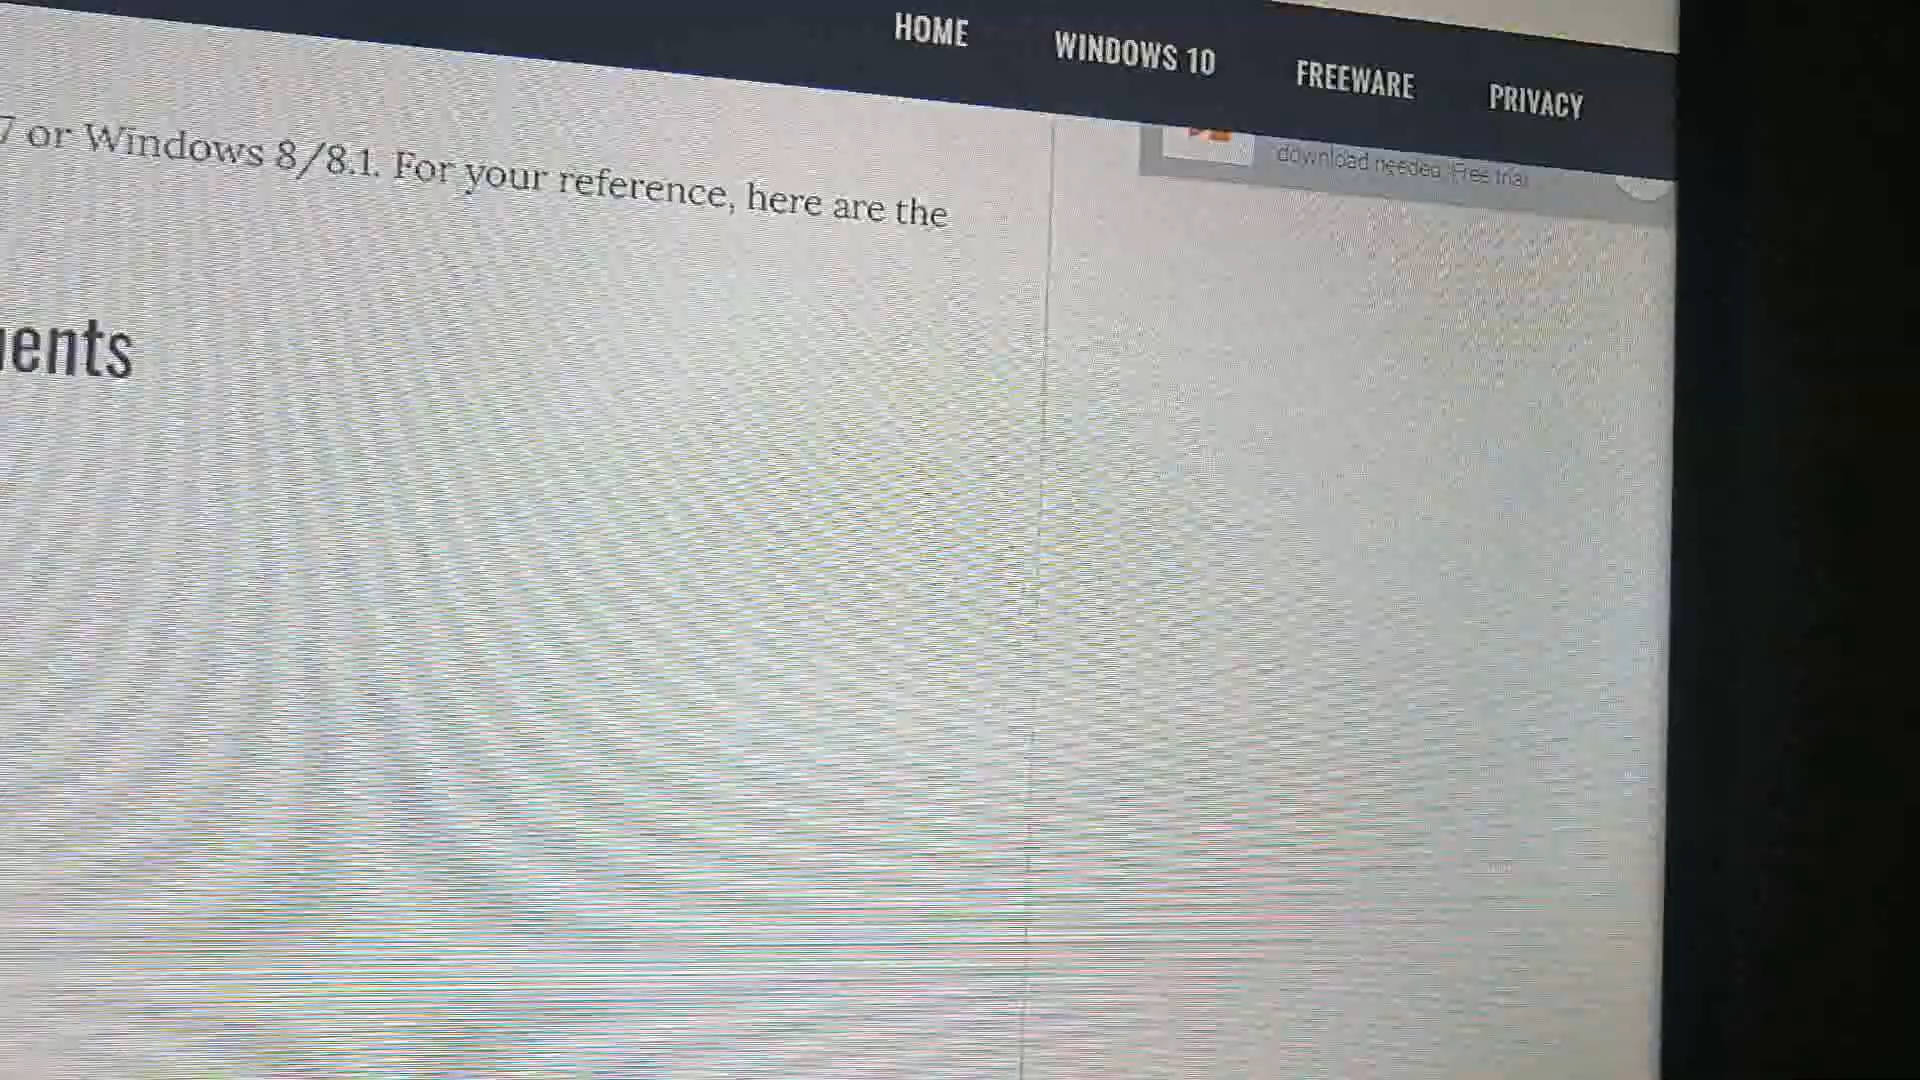 HOME WINDOWS 10 FREEWARE PRIVACY
7 or Windows 8/8.1. For your reference, here are the
download needed. Free trial
ents